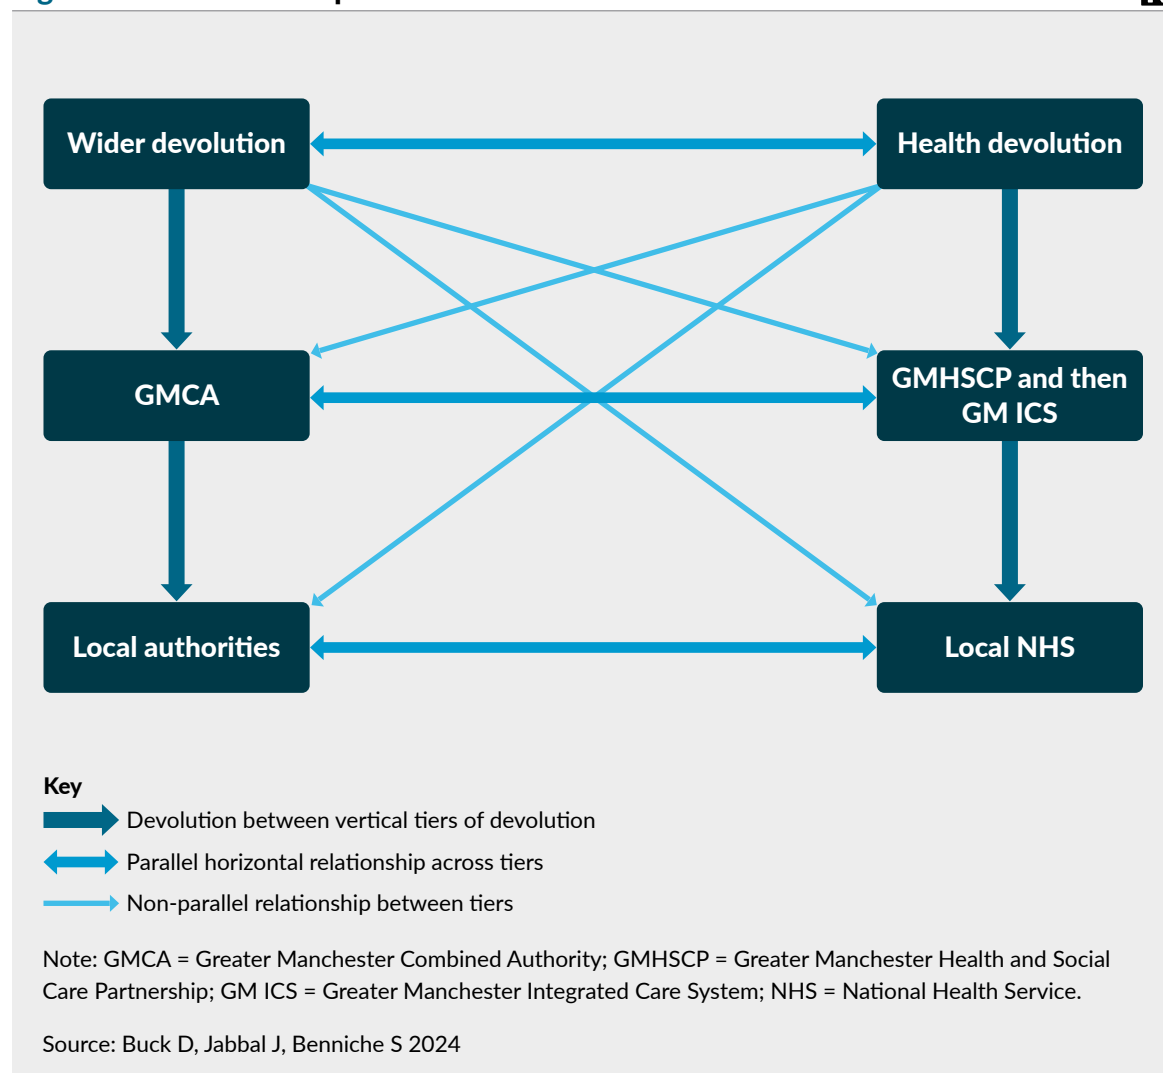 Wider devolution
Health devolution
GMCA
GMHSCP and then
GM ICS
Local authorities
Local NHS
Key
Devolution between vertical tiers of devolution
Parallel horizontal relationship across tiers
Non-parallel relationship between tiers
Note: GMCA = Greater Manchester Combined Authority; GMHSCP = Greater Manchester Health and Social
Care Partnership; GM ICS = Greater Manchester Integrated Care System; NHS = National Health Service.
Source: Buck D, Jabbal J, Benniche S 2024